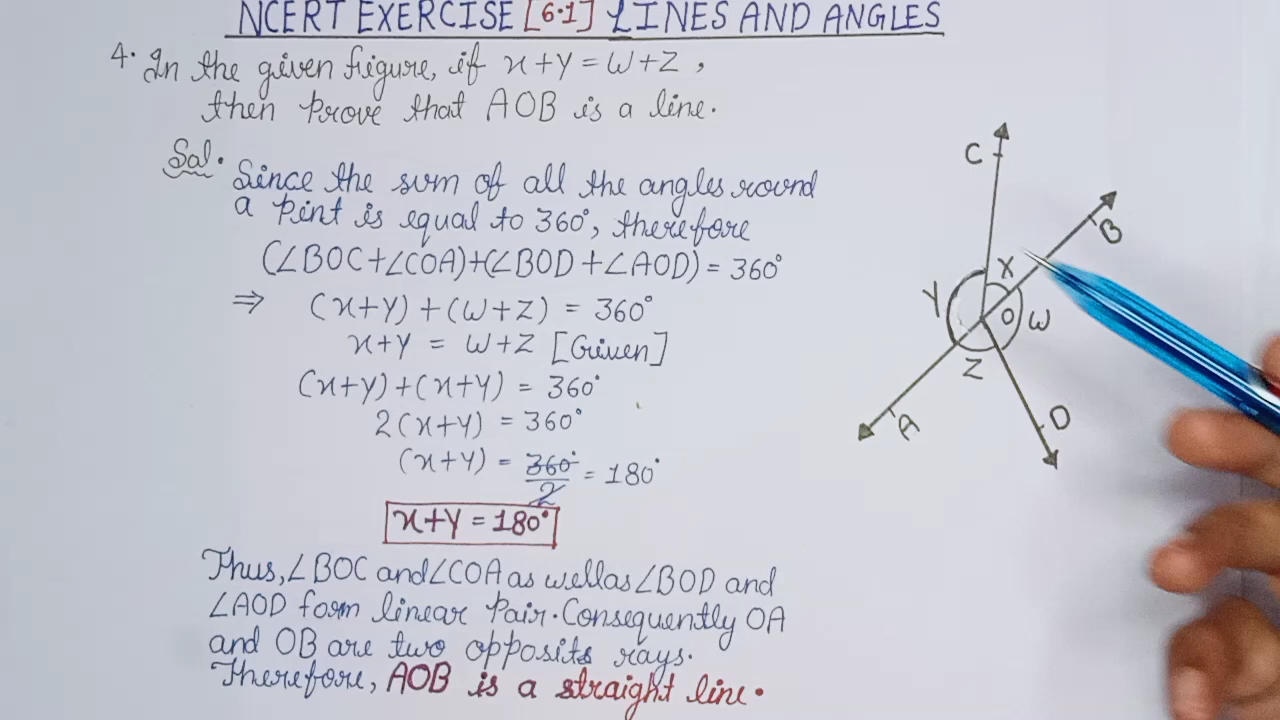 NCERT EXERCISE [6.1] LINES AND ANGLES
4. In the given figure, if x+y = w+z ,
then prove that AOB is a line.
Sol.
Since the sum of all the angles round
a pint is equal to 360°, therefore
(∠BOC+∠COA)+(∠BOD+∠AOD) = 360°
⇒ (x+y) + (w+z) = 360°
x+y = w+z [Given]
(x+y)+(x+y) = 360°
2(x+y) = 360°
(x+y) = 360°/2 = 180°
x+y = 180°
Thus, ∠BOC and ∠COA as well as ∠BOD and
∠AOD form linear pair. Consequently OA
and OB are two opposits rays.
Therefore, AOB is a straight line.
C
B
X
Y
O
W
Z
A
D